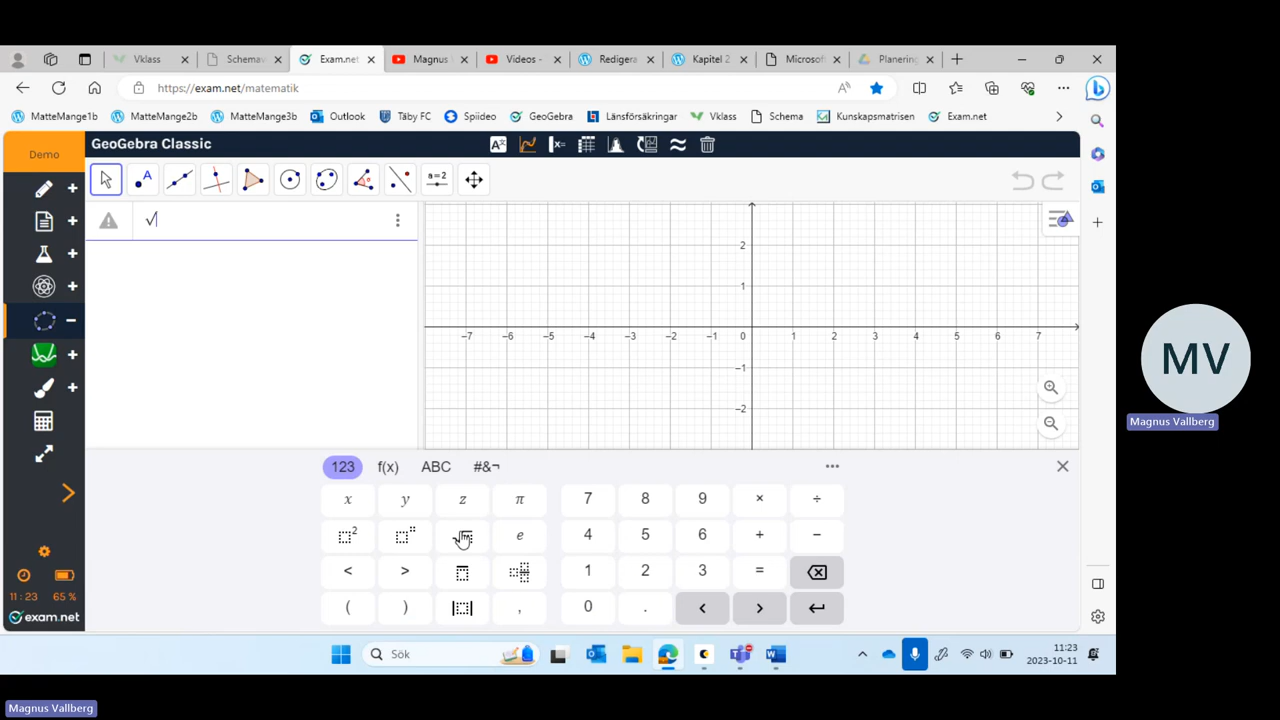 Vklass
Schemav
Exam.net
Magnus
Videos -
Redigera
Kapitel 2
Microsof
Planering
https://exam.net/matematik
MatteMange1b MatteMange2b MatteMange3b Outlook Täby FC Spiideo GeoGebra Länsförsäkringar Vklass Schema Kunskapsmatrisen Exam.net
Demo
GeoGebra Classic
a=2
√
2
1
−7 −6 −5 −4 −3 −2 −1 0 1 2 3 4 5 6 7
−1
−2
123 f(x) ABC #&¬
x y z π 7 8 9 × ÷
2 e 4 5 6 + −
< > 1 2 3 =
( ) , 0 . < >
11:23 65 %
exam.net
Sök
11:23
2023-10-11
MV
Magnus Vallberg
Magnus Vallberg